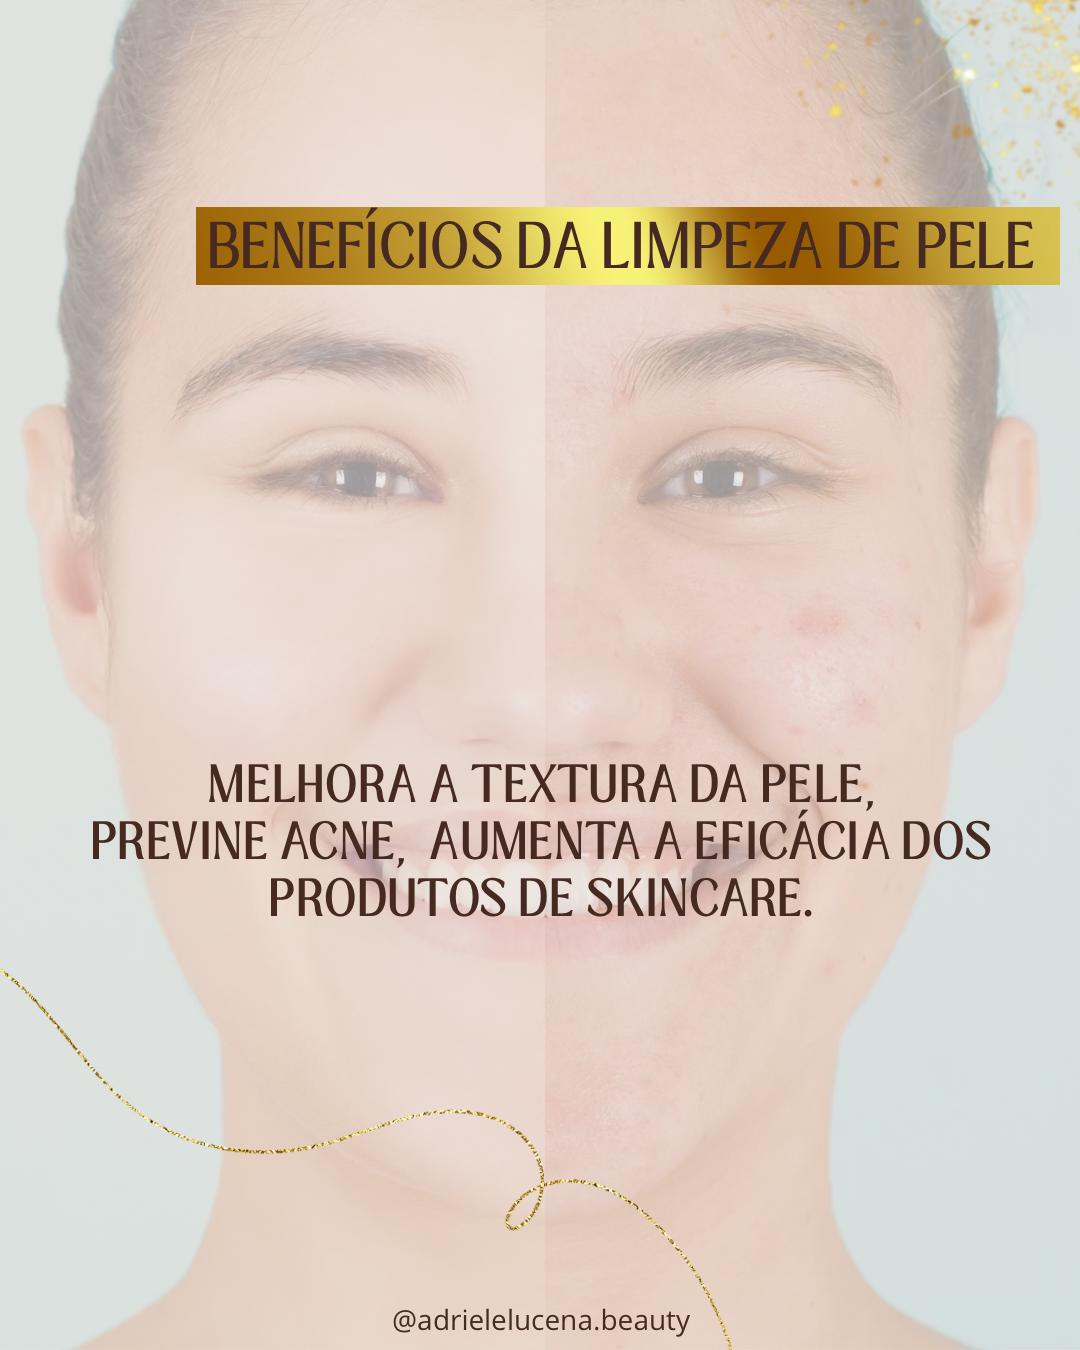 BENEFÍCIOS DA LIMPEZA DE PELE
MELHORA A TEXTURA DA PELE,
PREVINE ACNE, AUMENTA A EFICÁCIA DOS
PRODUTOS DE SKINCARE.
@adrielelucena.beauty